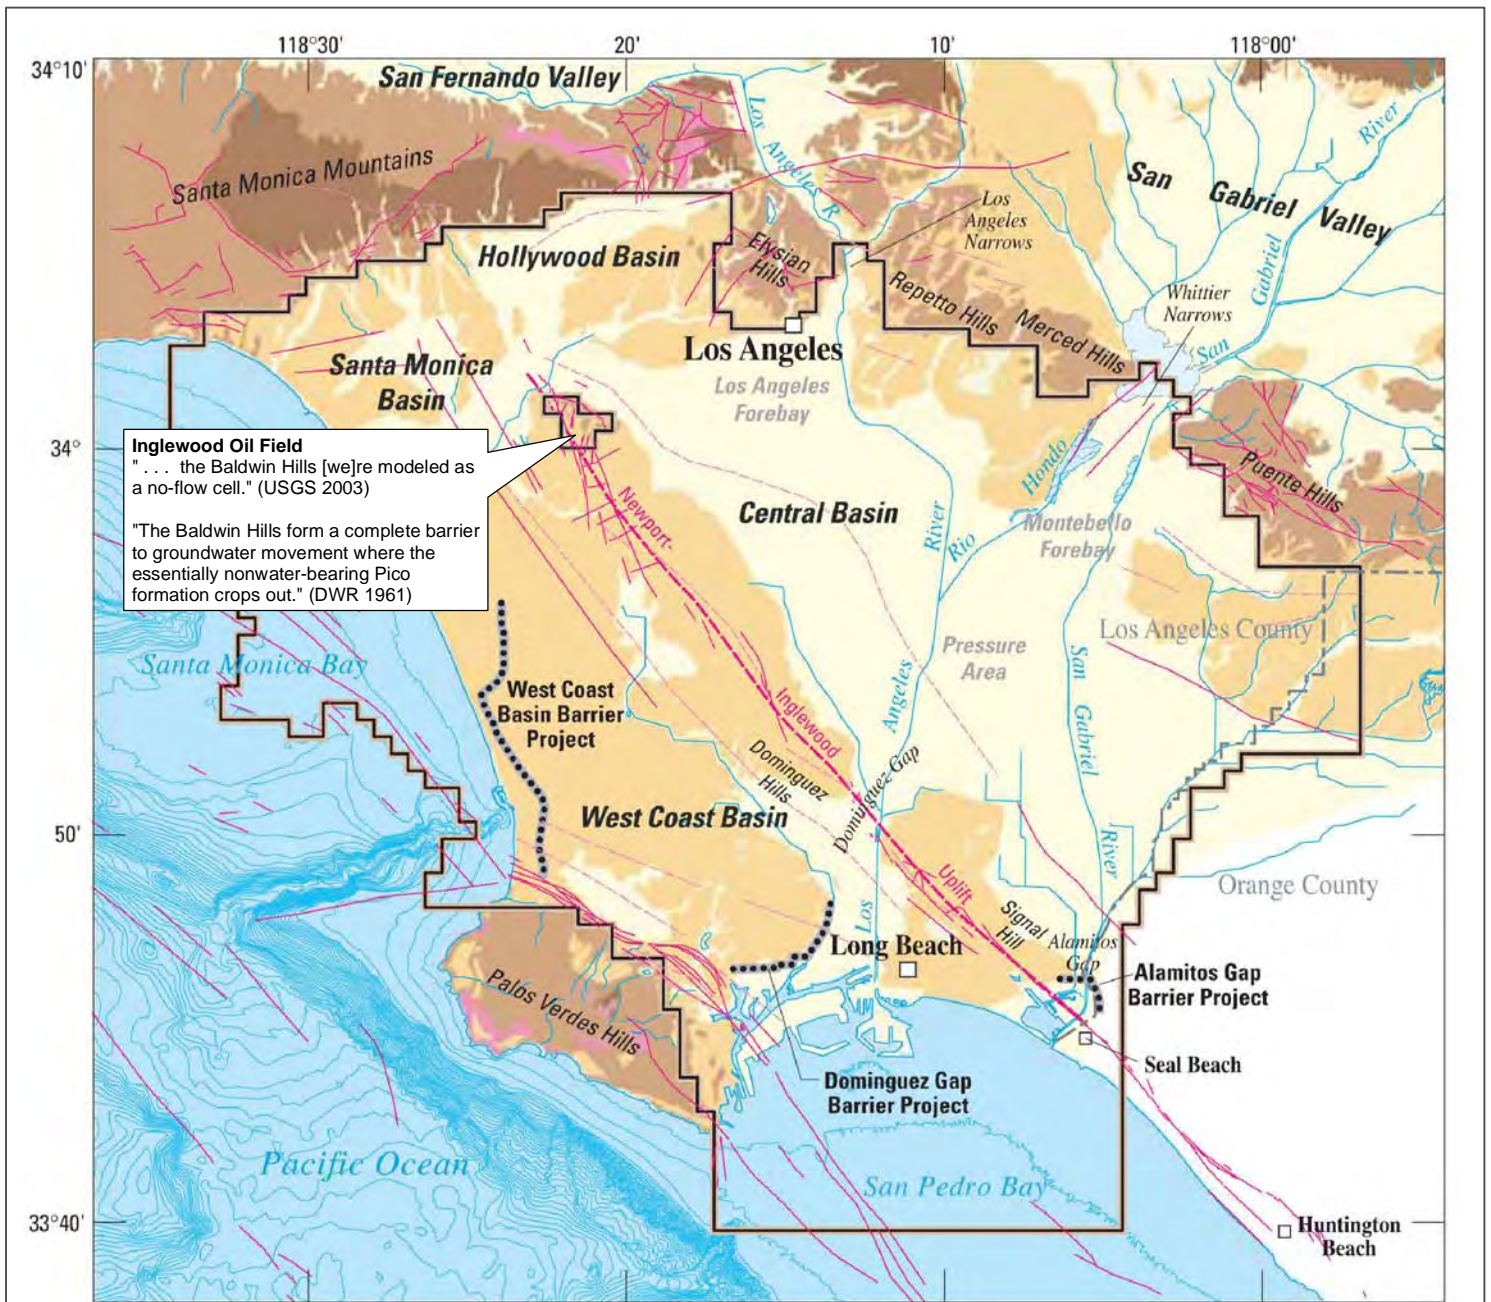 118°30'
20'
10'
118°00'
34°10'
San Fernando Valley
Los Angeles R
River
Santa Monica Mountains
San Gabriel Valley
Los
Angeles
Narrows
Elysian
Hills
Hollywood Basin
Gabriel
Repetto Hills
Whittier
Narrows
Merced Hills
San
Los Angeles
Santa Monica
Basin
Los Angeles
Forebay
34°
Inglewood Oil Field
" . . .  the Baldwin Hills [we]re modeled as
a no-flow cell." (USGS 2003)
"The Baldwin Hills form a complete barrier
to groundwater movement where the
essentially nonwater-bearing Pico
formation crops out." (DWR 1961)
Hondo
Puente Hills
Newport-
Central Basin
River
Rio
Montebello
Forebay
Los Angeles County
Santa Monica Bay
Pressure
Area
San Gabriel
West Coast
Basin Barrier
Project
Angeles
Inglewood
Dominguez
Hills
Dominguez Gap
West Coast Basin
50'
River
Uplift
Orange County
Los
Signal
Hill
Long Beach
Alamitos
Gap
Alamitos Gap
Barrier Project
Palos Verdes Hills
Seal Beach
Dominguez Gap
Barrier Project
Pacific Ocean
San Pedro Bay
33°40'
Huntington
Beach